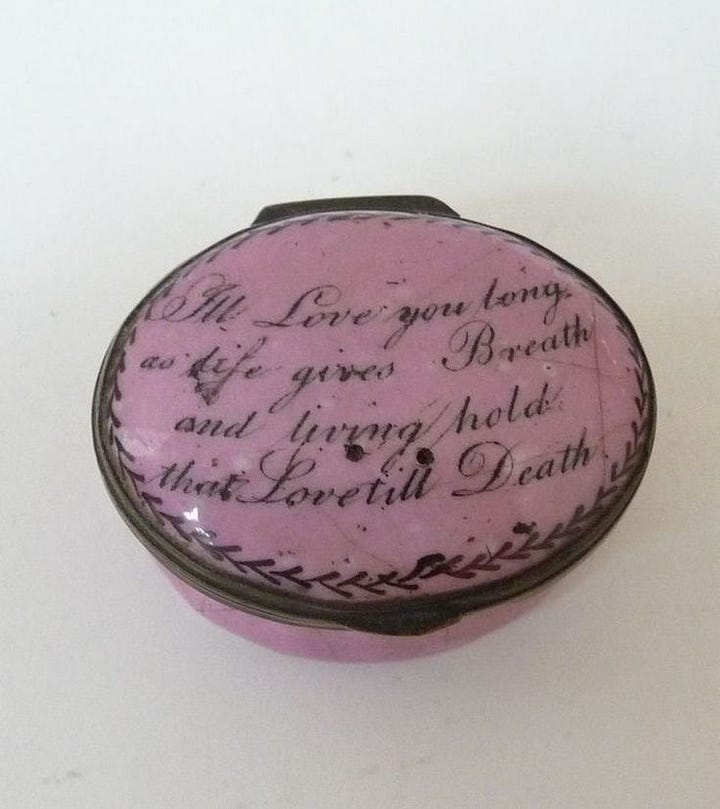 I'll Love you long
as life gives Breath
and living hold
that Love till Death